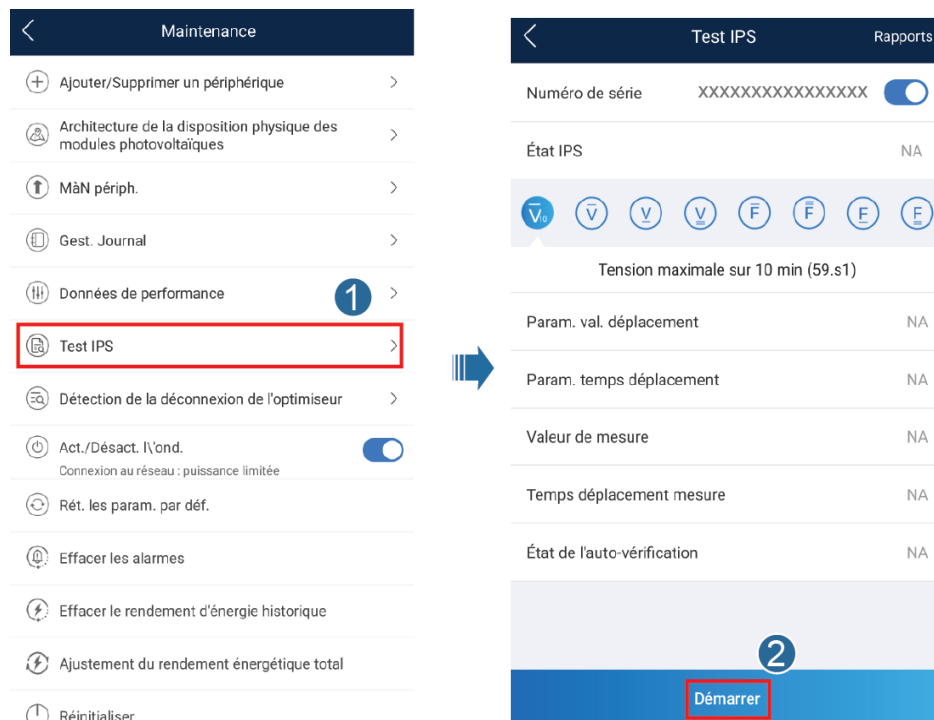 Maintenance
Ajouter/Supprimer un périphérique
Architecture de la disposition physique des
modules photovoltaïques
MàN périph.
Gest. Journal
Données de performance
1
Test IPS
Détection de la déconnexion de l'optimiseur
Act./Désact. l\'ond.
Connexion au réseau : puissance limitée
Rét. les param. par déf.
Effacer les alarmes
Effacer le rendement d'énergie historique
Ajustement du rendement énergétique total
Réinitialiser
Test IPS
Rapports
Numéro de série XXXXXXXXXXXXXXXX
État IPS NA
V̅₁₀ V̅ V̲ V̳ F̅ F̿ F̲ F̳
Tension maximale sur 10 min (59.s1)
Param. val. déplacement NA
Param. temps déplacement NA
Valeur de mesure NA
Temps déplacement mesure NA
État de l'auto-vérification NA
2
Démarrer